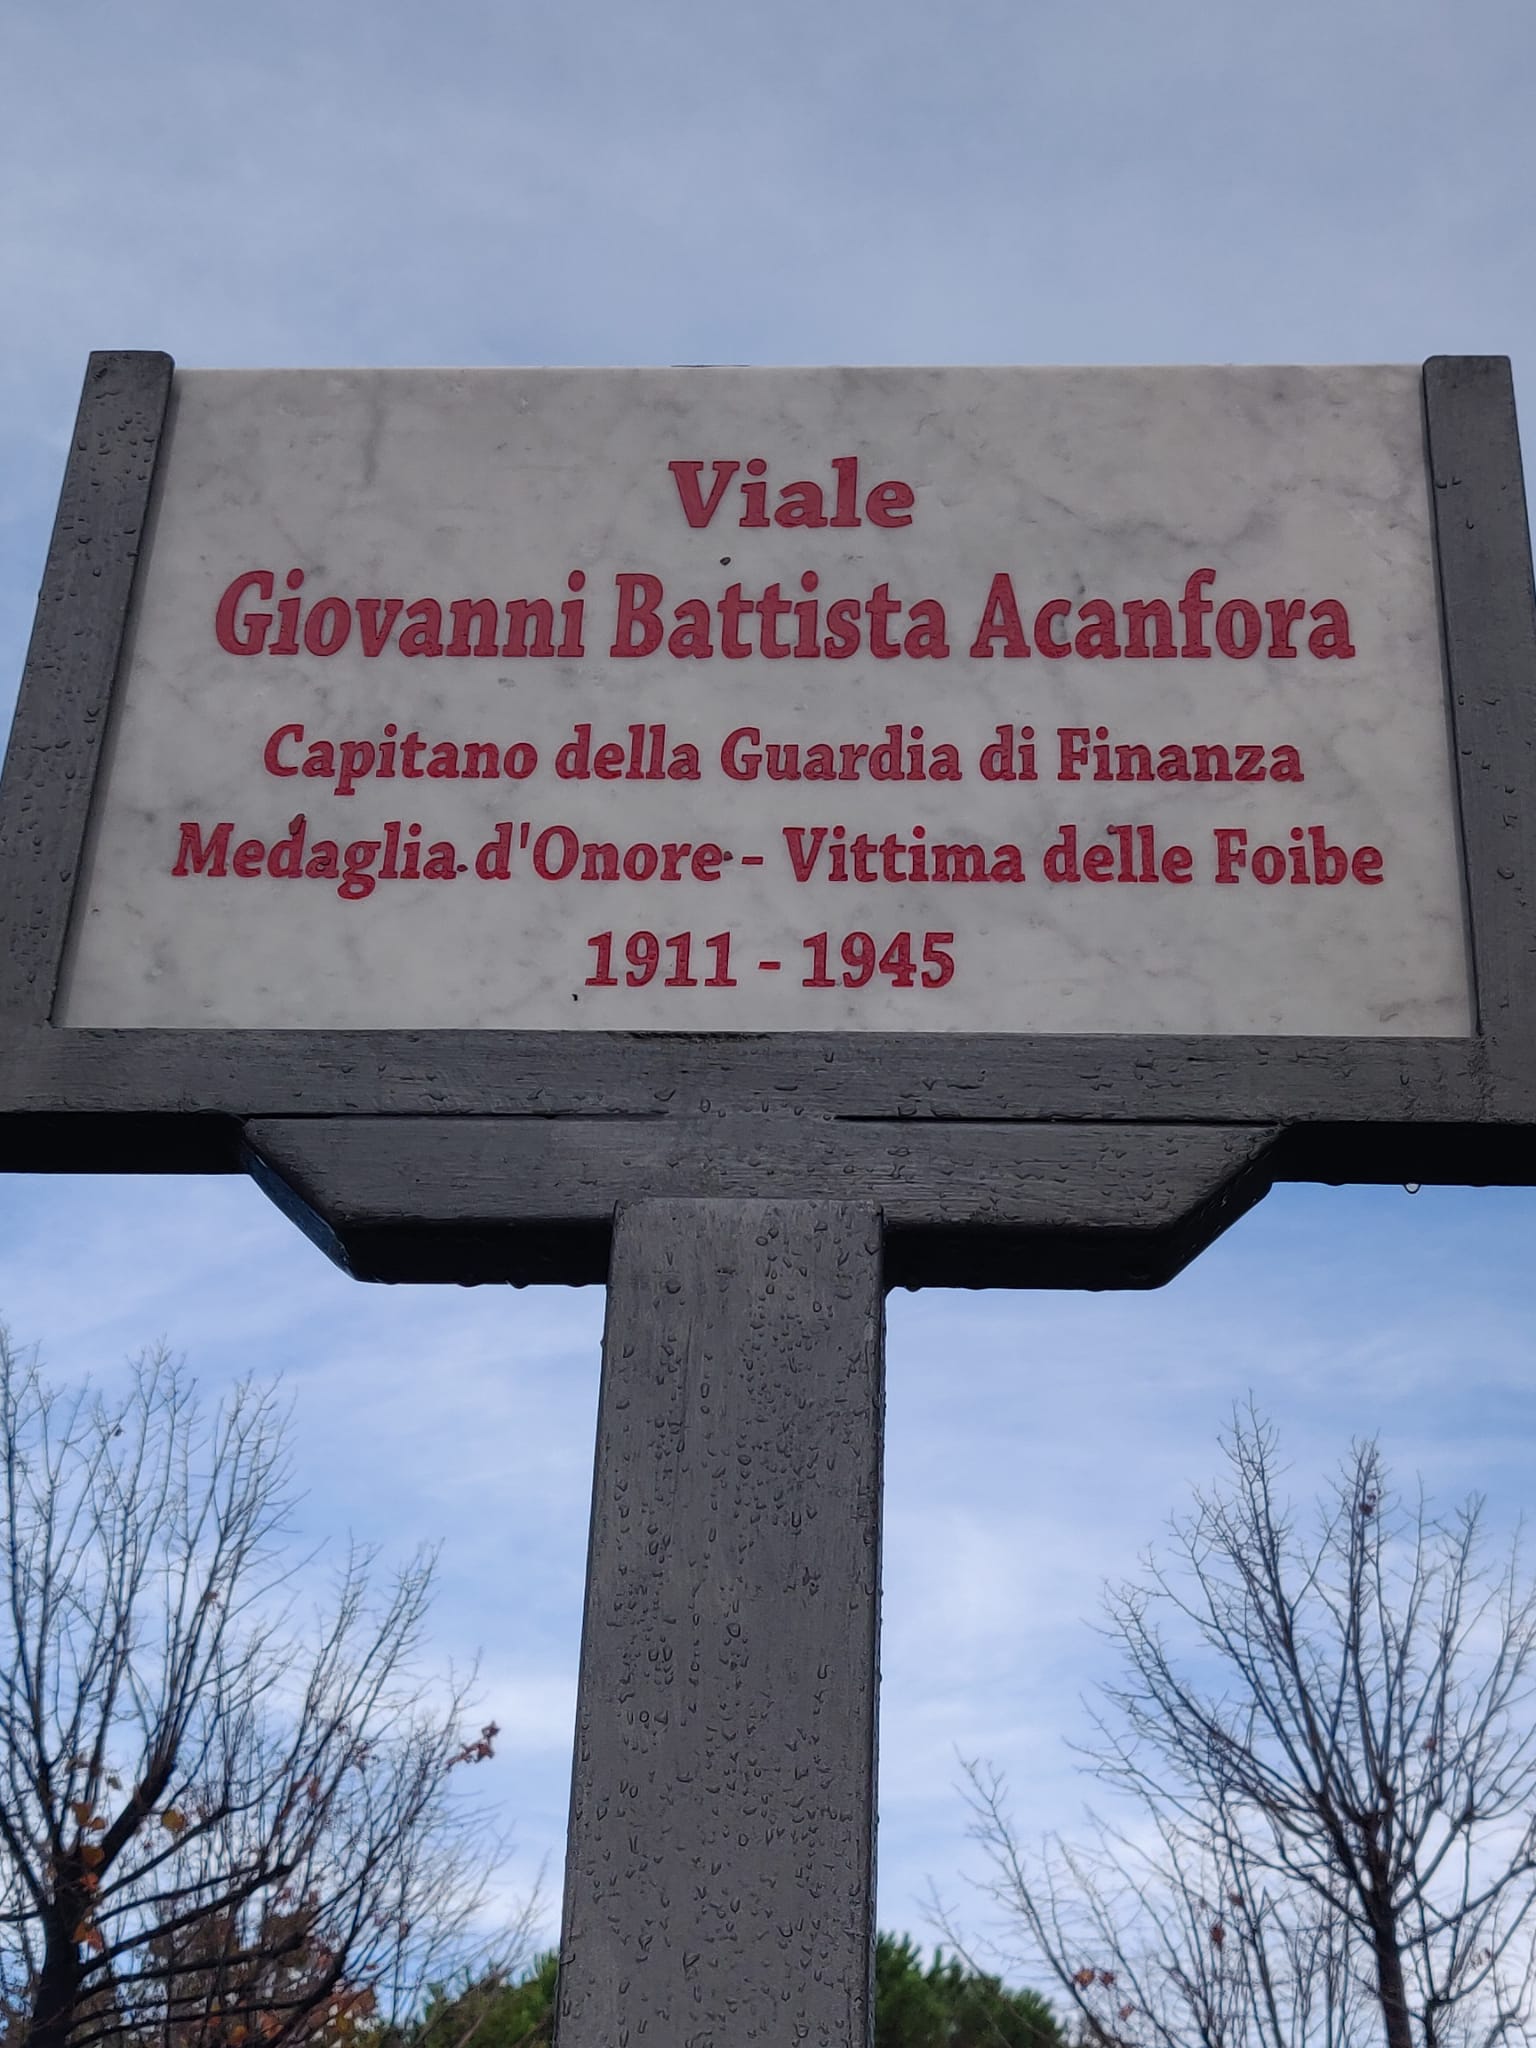 Viale
Giovanni Battista Acanfora
Capitano della Guardia di Finanza
Medaglia d'Onore - Vittima delle Foibe
1911 - 1945